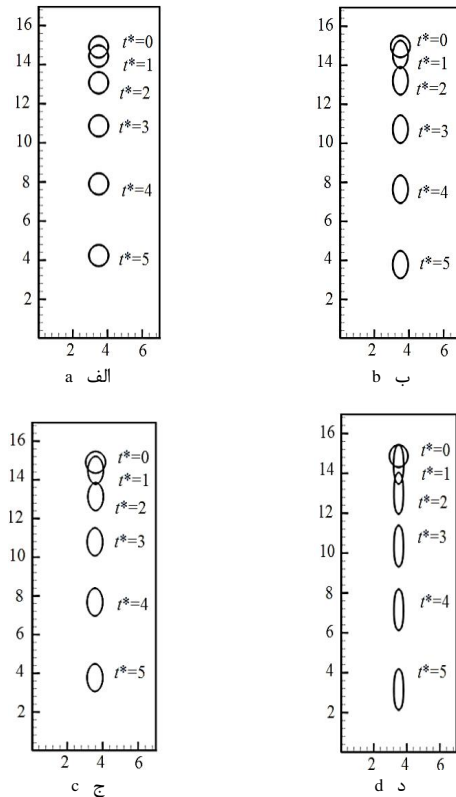 16
14
12
10
8
6
4
2
t*=0
t*=1
t*=2
t*=3
t*=4
t*=5
2 4 6
a الف
16
14
12
10
8
6
4
2
t*=0
t*=1
t*=2
t*=3
t*=4
t*=5
2 4 6
b ب
16
14
12
10
8
6
4
2
t*=0
t*=1
t*=2
t*=3
t*=4
t*=5
2 4 6
c ج
16
14
12
10
8
6
4
2
t*=0
t*=1
t*=2
t*=3
t*=4
t*=5
2 4 6
d د